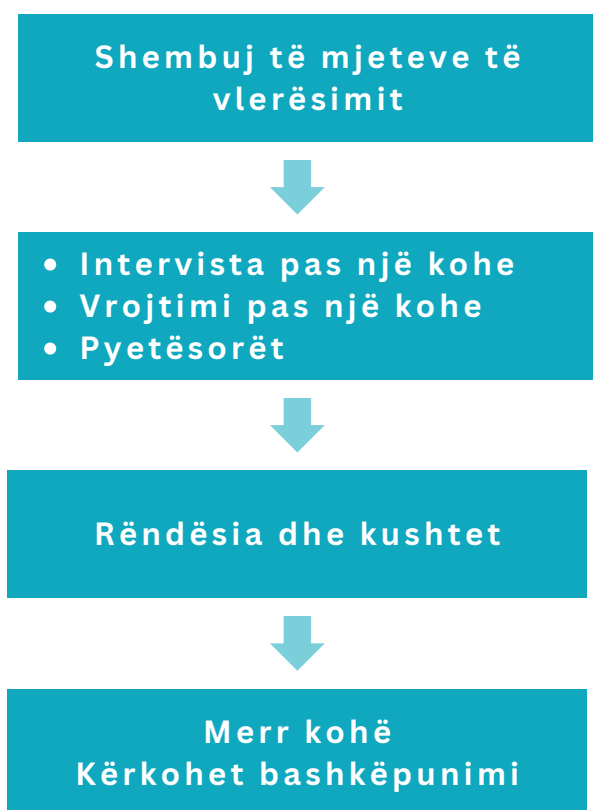 Shembuj të mjeteve të
vlerësimit
• Intervista pas një kohe
• Vrojtimi pas një kohe
• Pyetësorët
Rëndësia dhe kushtet
Merr kohë
Kërkohet bashkëpunimi